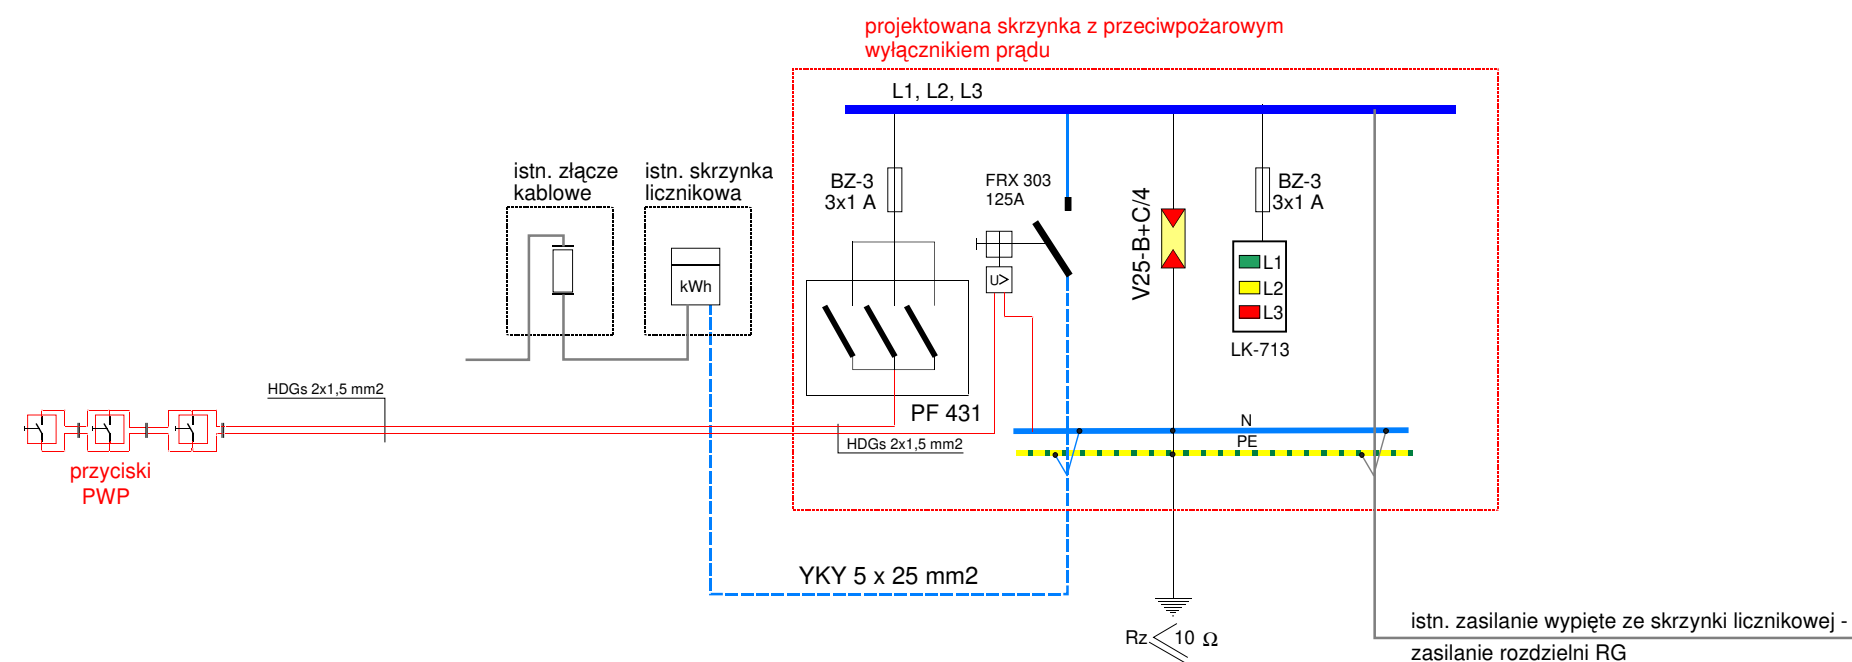 projektowana skrzynka z przeciwpożarowym
wyłącznikiem prądu
L1, L2, L3
istn. złącze
kablowe
istn. skrzynka
licznikowa
BZ-3
3x1 A
FRX 303
125A
V25-B+C/4
BZ-3
3x1 A
U>
kWh
L1
L2
L3
LK-713
HDGs 2x1,5 mm2
PF 431
N
HDGs 2x1,5 mm2
PE
przyciski
PWP
YKY 5 x 25 mm2
Rz< 10 Ω
istn. zasilanie wypięte ze skrzynki licznikowej -
zasilanie rozdzielni RG